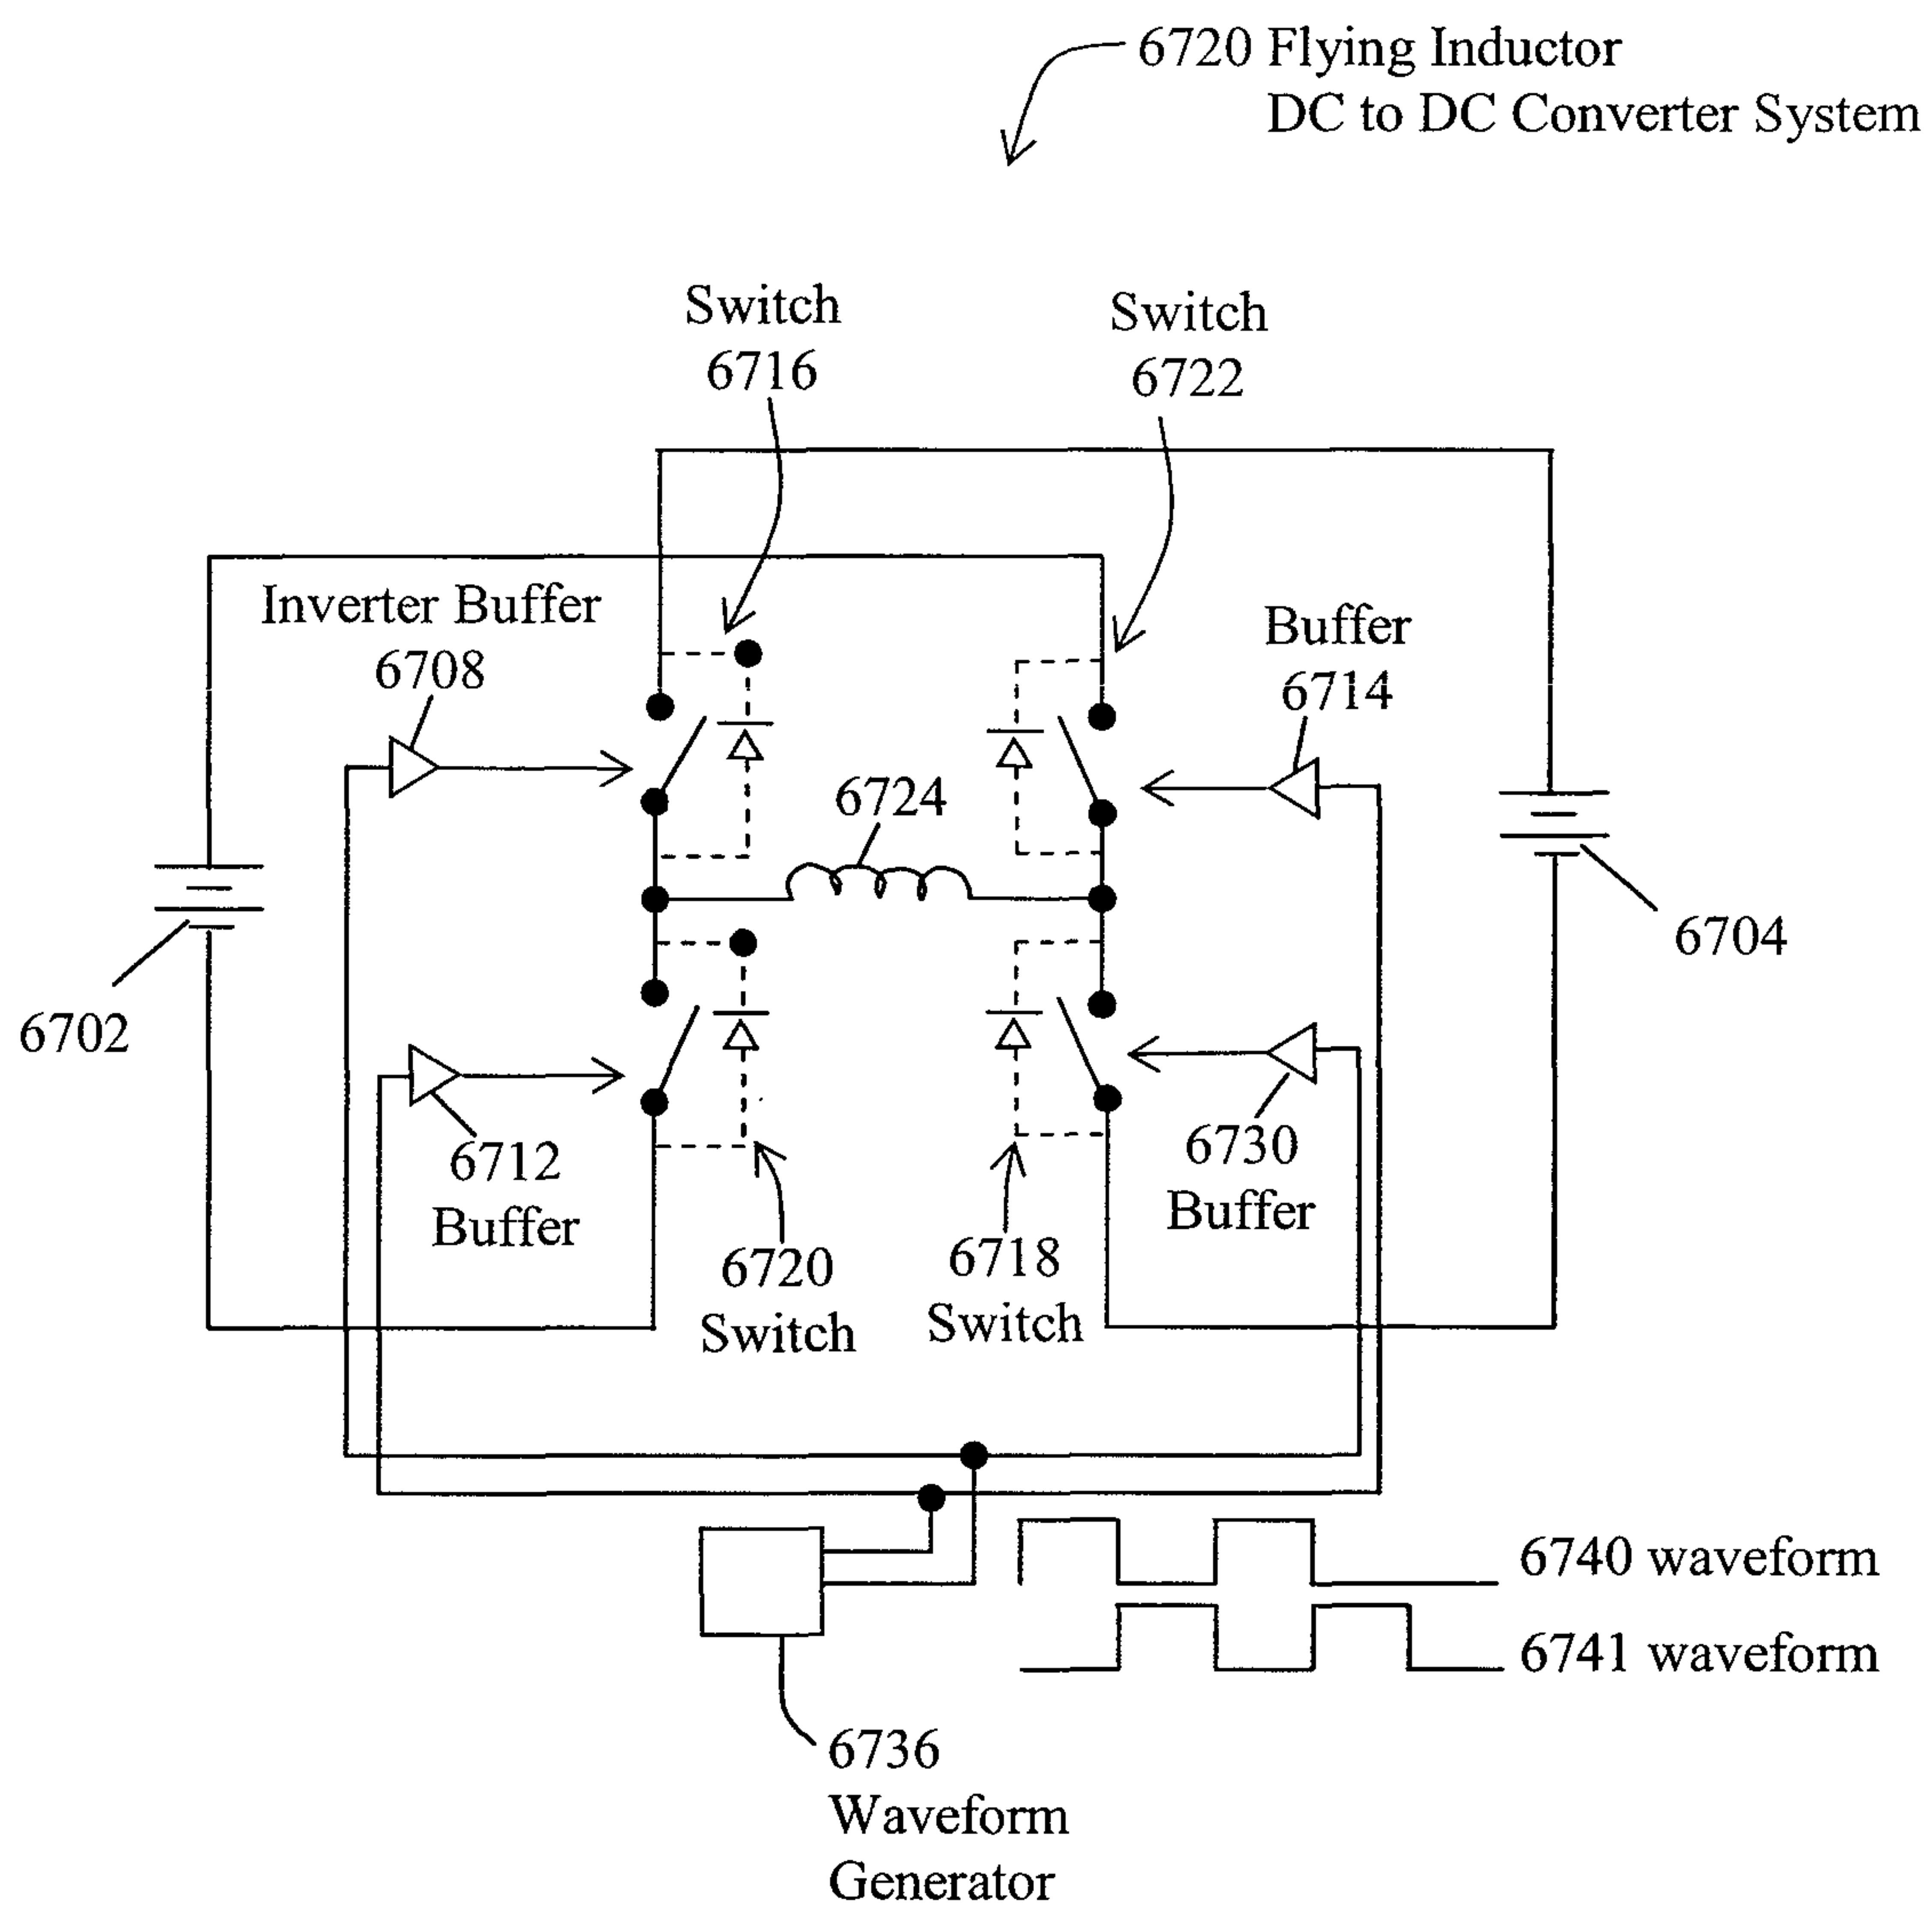 6720 Flying Inductor
DC to DC Converter System
Switch
6716
Switch
6722
Inverter Buffer
6708
Buffer
6714
6724
6702
6704
6712
Buffer
6730
Buffer
6720
Switch
6718
Switch
6740 waveform
6741 waveform
6736
Waveform
Generator